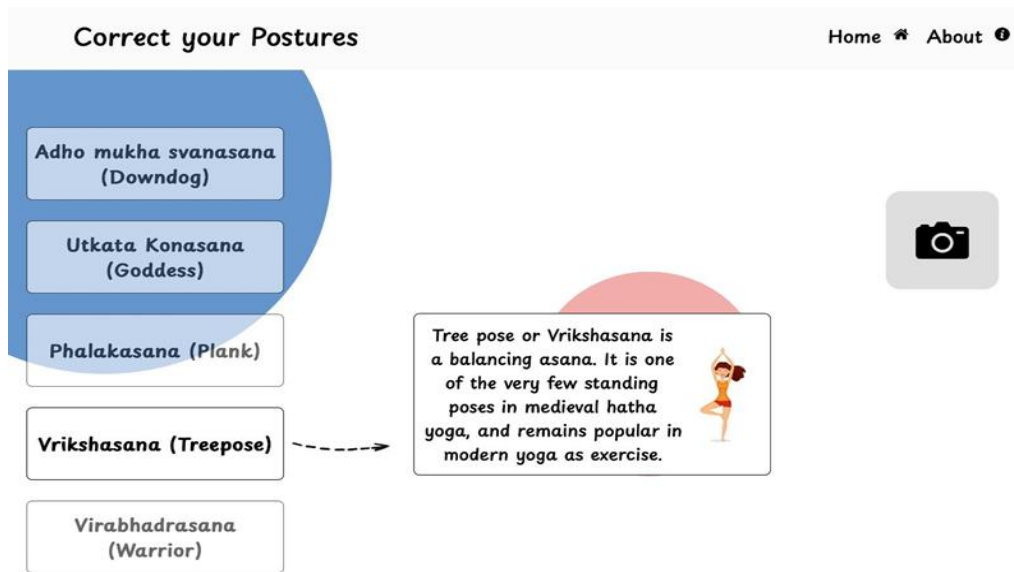 Correct your Postures
Home About
Adho mukha svanasana
(Downdog)
Utkata Konasana
(Goddess)
Phalakasana (Plank)
Vrikshasana (Treepose)
Virabhadrasana
(Warrior)
Tree pose or Vrikshasana is
a balancing asana. It is one
of the very few standing
poses in medieval hatha
yoga, and remains popular in
modern yoga as exercise.